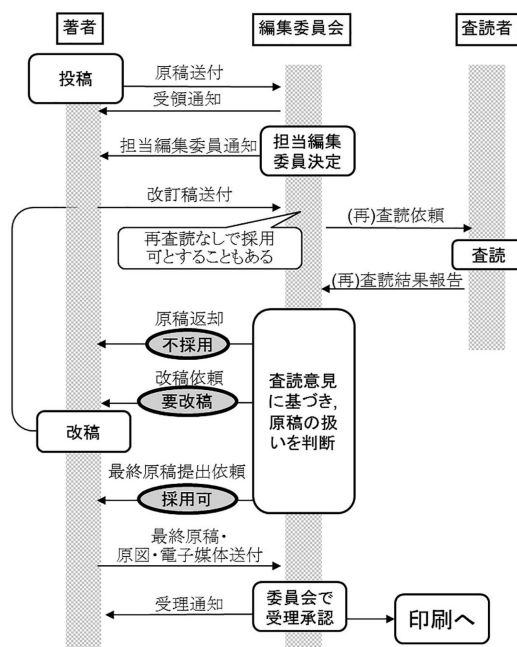 著者
編集委員会
査読者
投稿
原稿送付
受領通知
担当編集
委員決定
担当編集委員通知
改訂稿送付
再査読なしで採用
可とすることもある
(再)査読依頼
査読
(再)査読結果報告
原稿返却
不採用
査読意見
に基づき,
原稿の扱
いを判断
改稿依頼
要改稿
改稿
最終原稿提出依頼
採用可
最終原稿・
原図・電子媒体送付
委員会で
受理承認
受理通知
印刷へ